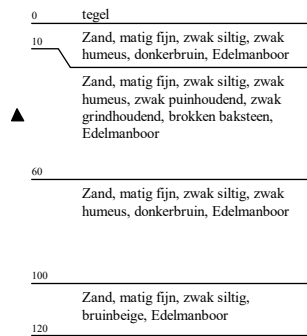 0 tegel
10 Zand, matig fijn, zwak siltig, zwak
humeus, donkerbruin, Edelmanboor
Zand, matig fijn, zwak siltig, zwak
humeus, zwak puinhoudend, zwak
grindhoudend, brokken baksteen,
Edelmanboor
60
Zand, matig fijn, zwak siltig, zwak
humeus, donkerbruin, Edelmanboor
100
Zand, matig fijn, zwak siltig,
bruinbeige, Edelmanboor
120